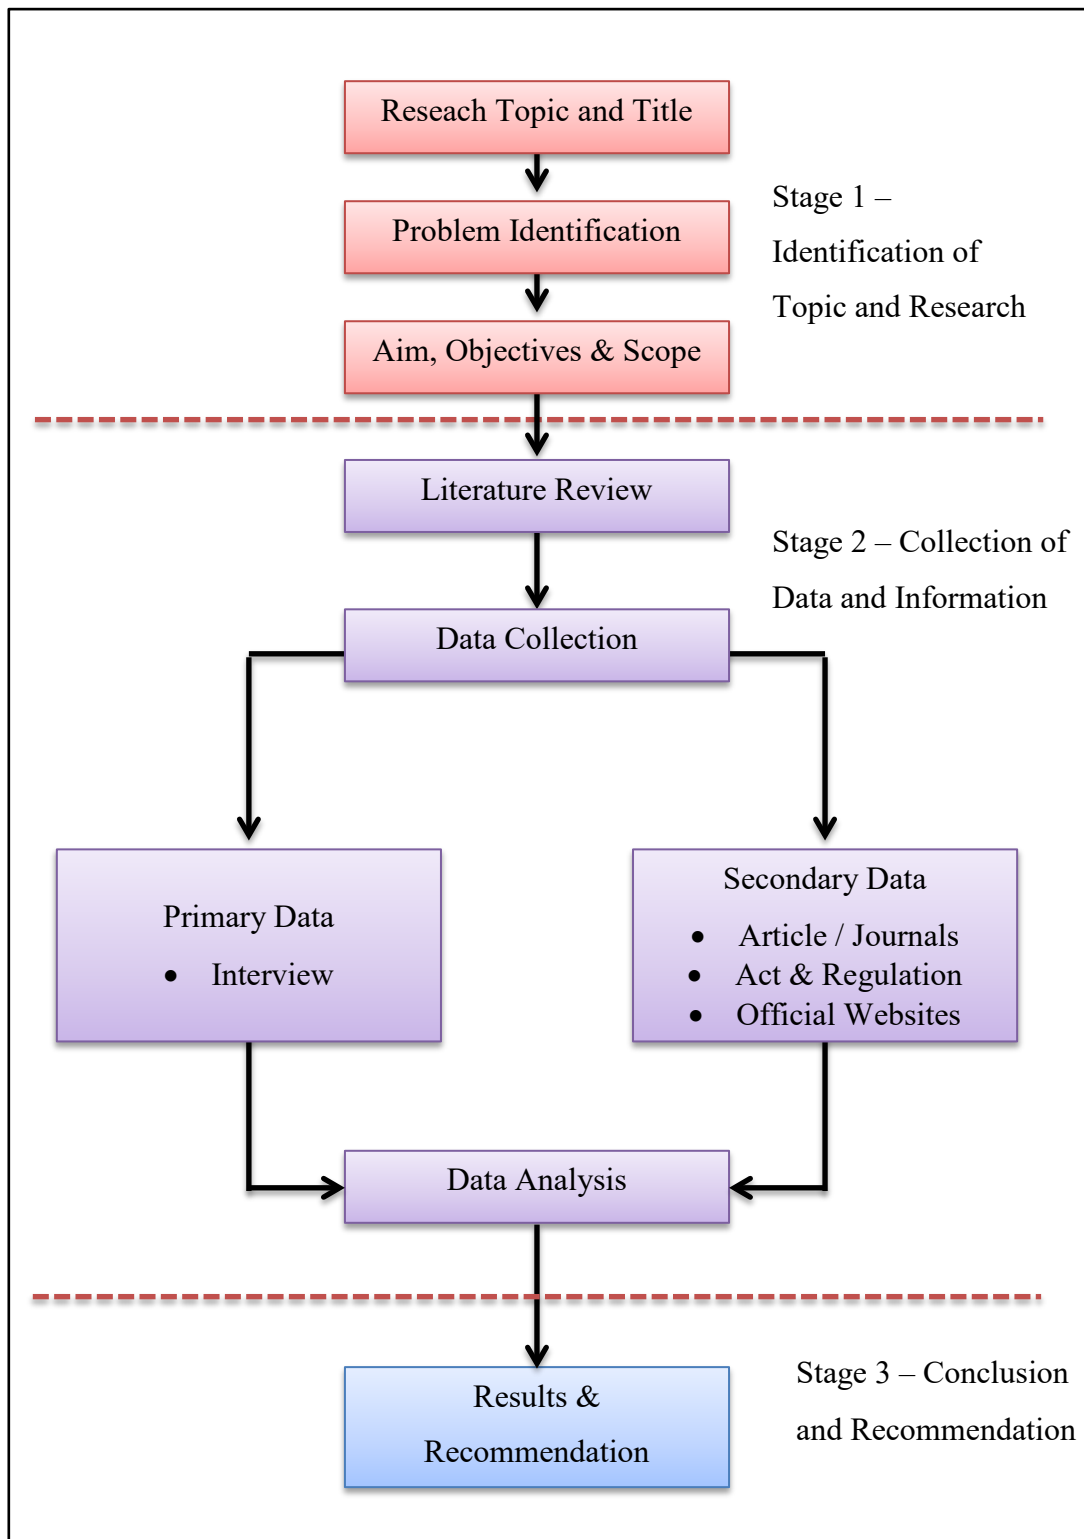 Reseach Topic and Title
Problem Identification
Aim, Objectives & Scope
Stage 1 –
Identification of
Topic and Research
Literature Review
Data Collection
Stage 2 – Collection of
Data and Information
Primary Data
• Interview
Secondary Data
• Article / Journals
• Act & Regulation
• Official Websites
Data Analysis
Results &
Recommendation
Stage 3 – Conclusion
and Recommendation